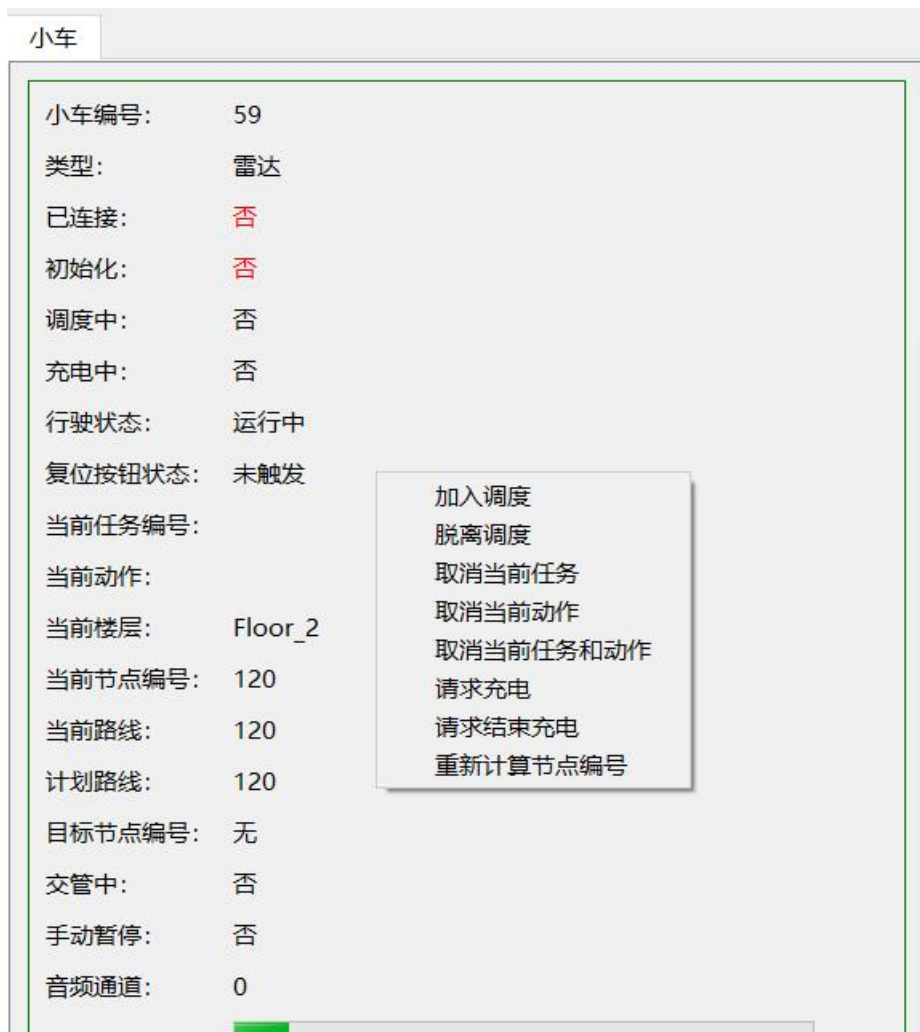 小车
小车编号： 59
类型： 雷达
已连接： 否
初始化： 否
调度中： 否
充电中： 否
行驶状态： 运行中
复位按钮状态： 未触发
当前任务编号：
当前动作：
当前楼层： Floor_2
当前节点编号： 120
当前路线： 120
计划路线： 120
目标节点编号： 无
交管中： 否
手动暂停： 否
音频通道： 0
加入调度
脱离调度
取消当前任务
取消当前动作
取消当前任务和动作
请求充电
请求结束充电
重新计算节点编号